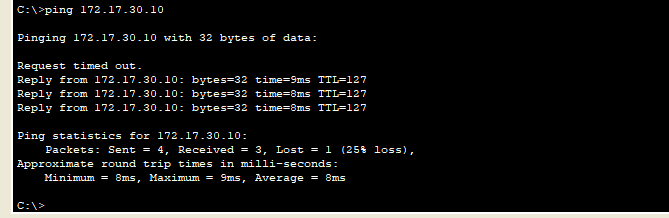 C:\>ping 172.17.30.10
Pinging 172.17.30.10 with 32 bytes of data:
Request timed out.
Reply from 172.17.30.10: bytes=32 time=9ms TTL=127
Reply from 172.17.30.10: bytes=32 time=8ms TTL=127
Reply from 172.17.30.10: bytes=32 time=8ms TTL=127
Ping statistics for 172.17.30.10:
    Packets: Sent = 4, Received = 3, Lost = 1 (25% loss),
Approximate round trip times in milli-seconds:
    Minimum = 8ms, Maximum = 9ms, Average = 8ms
C:\>